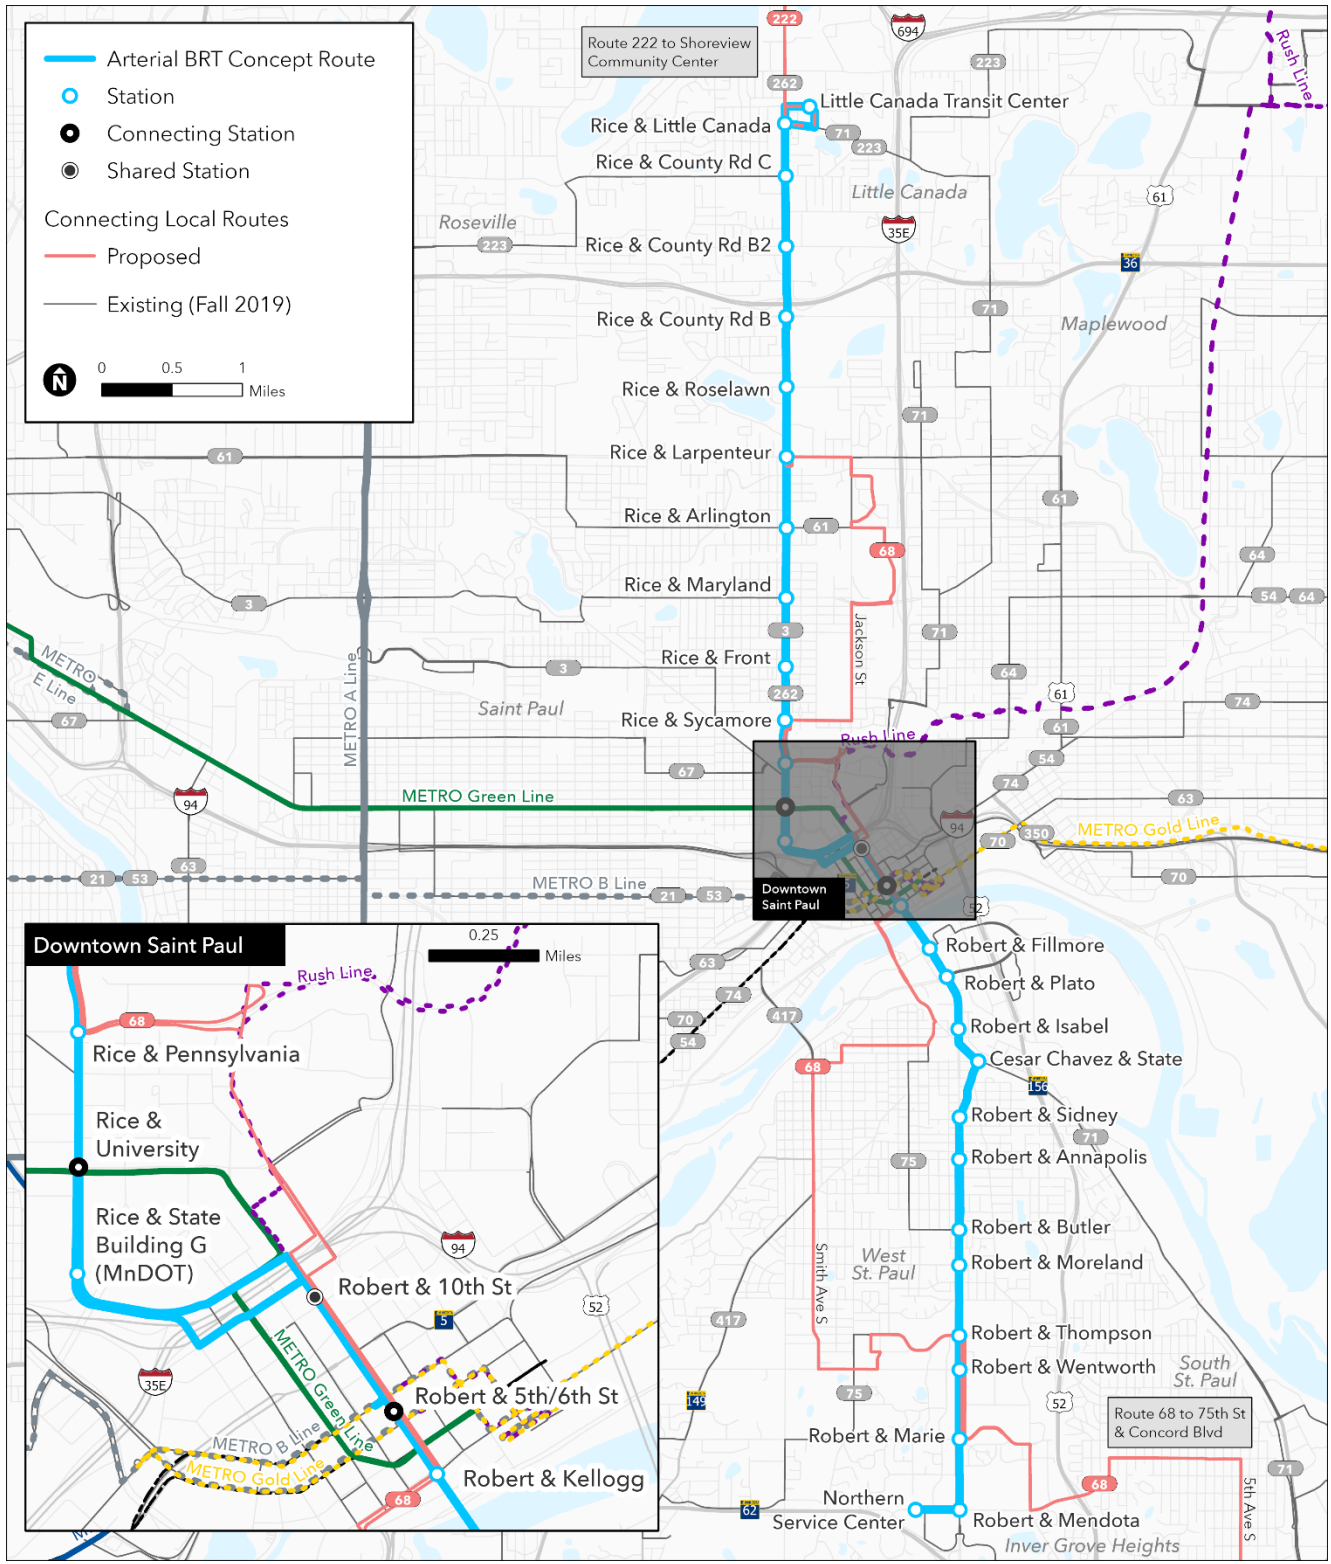 Arterial BRT Concept Route
Station
Connecting Station
Shared Station
Connecting Local Routes
Proposed
Existing (Fall 2019)
N
0 0.5 1
Miles
222
Route 222 to Shoreview
Community Center
694
262
223
Rush Line
Little Canada Transit Center
Rice & Little Canada
71
223
Rice & County Rd C
Little Canada
61
Roseville
35E
223
Rice & County Rd B2
36
71
Rice & County Rd B
Maplewood
Rice & Roselawn
71
61
Rice & Larpenteur
61
Rice & Arlington
61
68
64
Rice & Maryland
3
54
64
3
71
Jackson St
METRO
E Line
METRO A Line
3
Rice & Front
64
262
61
Saint Paul
67
Rice & Sycamore
61
74
Rush Line
54
67
74
METRO Green Line
63
94
94
METRO Gold Line
350
70
63
21
53
METRO B Line
21
53
5
70
Downtown
Saint Paul
52
Downtown Saint Paul
0.25
Miles
Rush Line
68
Rice & Pennsylvania
Rice &
University
Rice & State
Building G
(MnDOT)
94
Robert & 10th St
5
52
35E
METRO Green Line
Robert & 5th/6th St
METRO B Line
METRO Gold Line
Robert & Kellogg
68
Robert & Fillmore
63
Robert & Plato
74
417
70
54
Robert & Isabel
Cesar Chavez & State
68
156
Robert & Sidney
71
Robert & Annapolis
75
Robert & Butler
Smith Ave S
West
St. Paul
Robert & Moreland
417
Robert & Thompson
Robert & Wentworth
South
St. Paul
75
149
52
Route 68 to 75th St
& Concord Blvd
Robert & Marie
71
68
5th Ave S
Northern
Service Center
62
Robert & Mendota
Inver Grove Heights